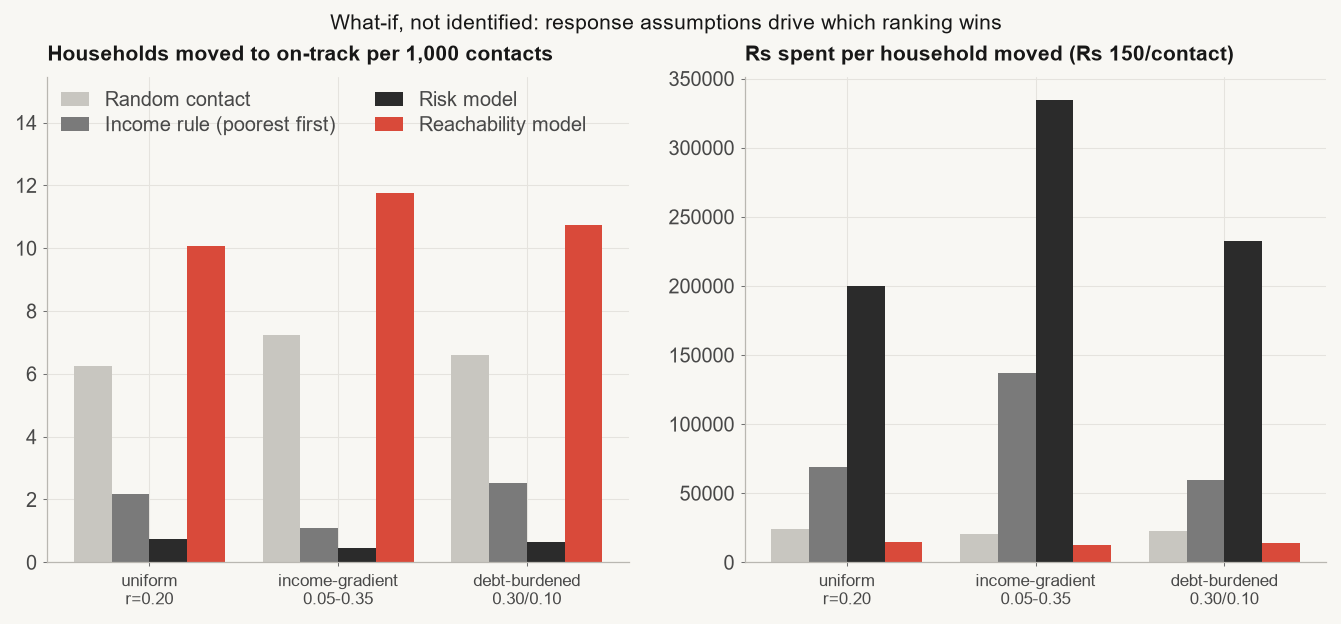 What-if, not identified: response assumptions drive which ranking wins
Households moved to on-track per 1,000 contacts
Random contact
Income rule (poorest first)
Risk model
Reachability model
14
12
10
8
6
4
2
0
uniform
r=0.20
income-gradient
0.05-0.35
debt-burdened
0.30/0.10
Rs spent per household moved (Rs 150/contact)
350000
300000
250000
200000
150000
100000
50000
0
uniform
r=0.20
income-gradient
0.05-0.35
debt-burdened
0.30/0.10